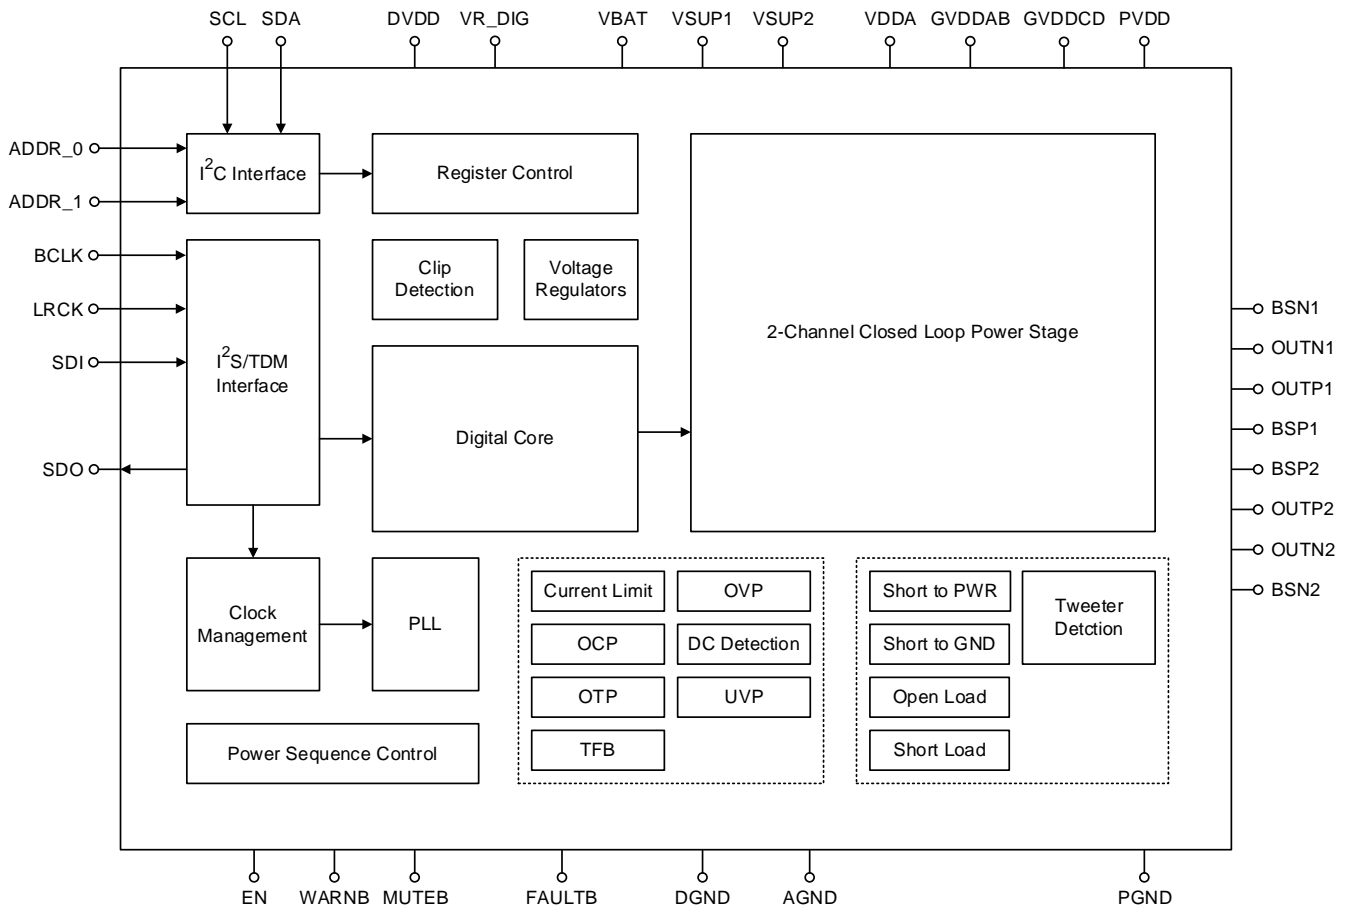 SCL SDA DVDD VR_DIG VBAT VSUP1 VSUP2 VDDA GVDDAB GVDDCD PVDD
ADDR_0
ADDR_1
BCLK
LRCK
SDI
SDO
I2C Interface
Register Control
I2S/TDM
Interface
Clip
Detection
Voltage
Regulators
Digital Core
2-Channel Closed Loop Power Stage
BSN1
OUTN1
OUTP1
BSP1
BSP2
OUTP2
OUTN2
BSN2
Clock
Management
PLL
Power Sequence Control
Current Limit
OVP
OCP
DC Detection
OTP
UVP
TFB
Short to PWR
Short to GND
Open Load
Short Load
Tweeter
Detction
EN WARNB MUTEB FAULTB DGND AGND PGND